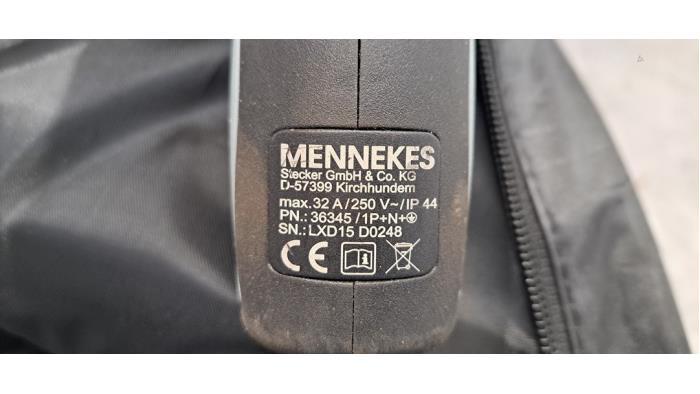 MENNEKES
Stecker GmbH & Co. KG
D-57399 Kirchhundem
max. 32 A / 250 V~ / IP 44
PN.: 36345 / 1P+N+⏚
SN.: LXD15 D0248
CE